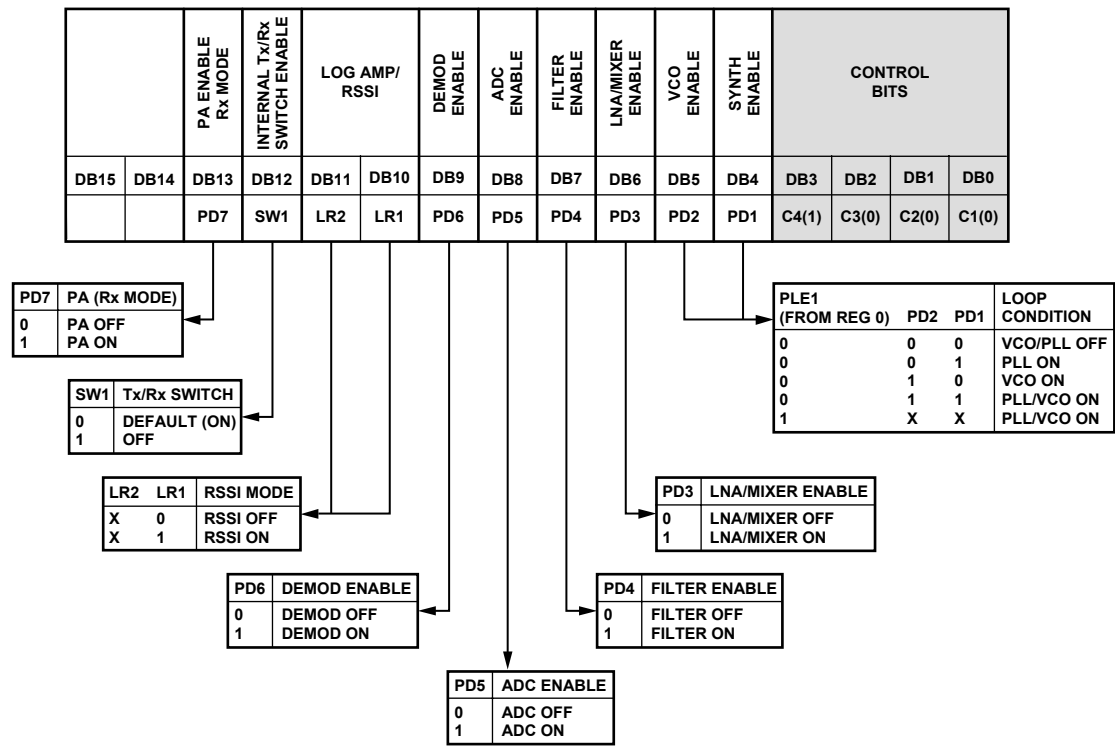 PA ENABLE
Rx MODE
INTERNAL Tx/Rx
SWITCH ENABLE
LOG AMP/
RSSI
DEMOD
ENABLE
ADC
ENABLE
FILTER
ENABLE
LNA/MIXER
ENABLE
VCO
ENABLE
SYNTH
ENABLE
CONTROL
BITS
DB15 DB14 DB13 DB12 DB11 DB10 DB9 DB8 DB7 DB6 DB5 DB4 DB3 DB2 DB1 DB0
PD7 SW1 LR2 LR1 PD6 PD5 PD4 PD3 PD2 PD1 C4(1) C3(0) C2(0) C1(0)
PD7 PA (Rx MODE)
0 PA OFF
1 PA ON
PLE1
(FROM REG 0) PD2 PD1 LOOP
CONDITION
0 0 0 VCO/PLL OFF
0 0 1 PLL ON
0 1 0 VCO ON
0 1 1 PLL/VCO ON
1 X X PLL/VCO ON
SW1 Tx/Rx SWITCH
0 DEFAULT (ON)
1 OFF
LR2 LR1 RSSI MODE
X 0 RSSI OFF
X 1 RSSI ON
PD3 LNA/MIXER ENABLE
0 LNA/MIXER OFF
1 LNA/MIXER ON
PD6 DEMOD ENABLE
0 DEMOD OFF
1 DEMOD ON
PD4 FILTER ENABLE
0 FILTER OFF
1 FILTER ON
PD5 ADC ENABLE
0 ADC OFF
1 ADC ON